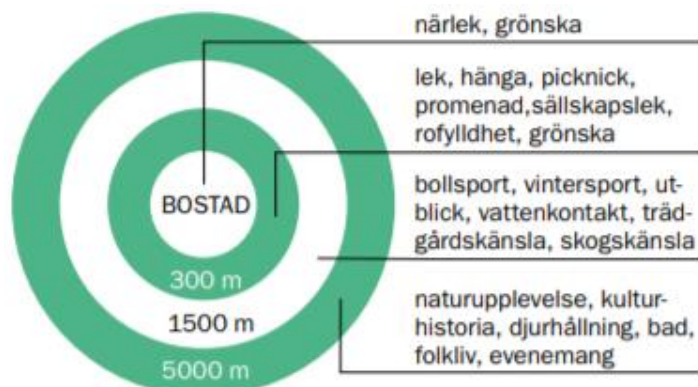 närlek, grönska
lek, hänga, picknick,
promenad,sällskapslek,
rofylldhet, grönska
bollsport, vintersport, ut-
blick, vattenkontakt, träd-
gårdskänsla, skogskänsla
naturupplevelse, kultur-
historia, djurhållning, bad,
folkliv, evenemang
BOSTAD
300 m
1500 m
5000 m